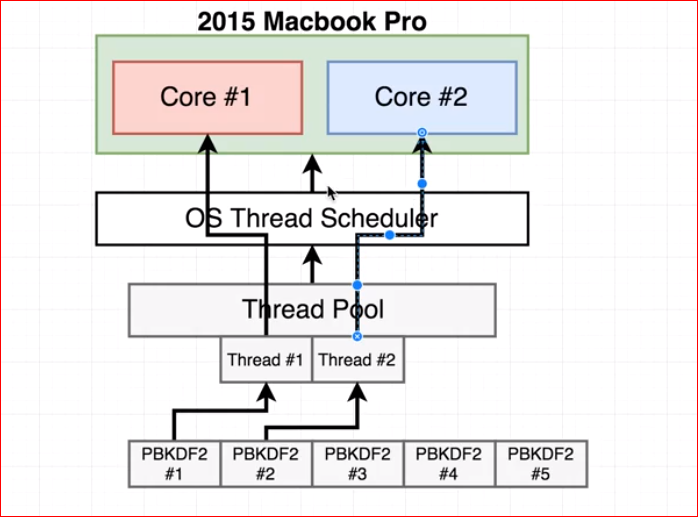 2015 Macbook Pro
Core #1
Core #2
OS Thread Scheduler
Thread Pool
Thread #1
Thread #2
PBKDF2
#1
PBKDF2
#2
PBKDF2
#3
PBKDF2
#4
PBKDF2
#5